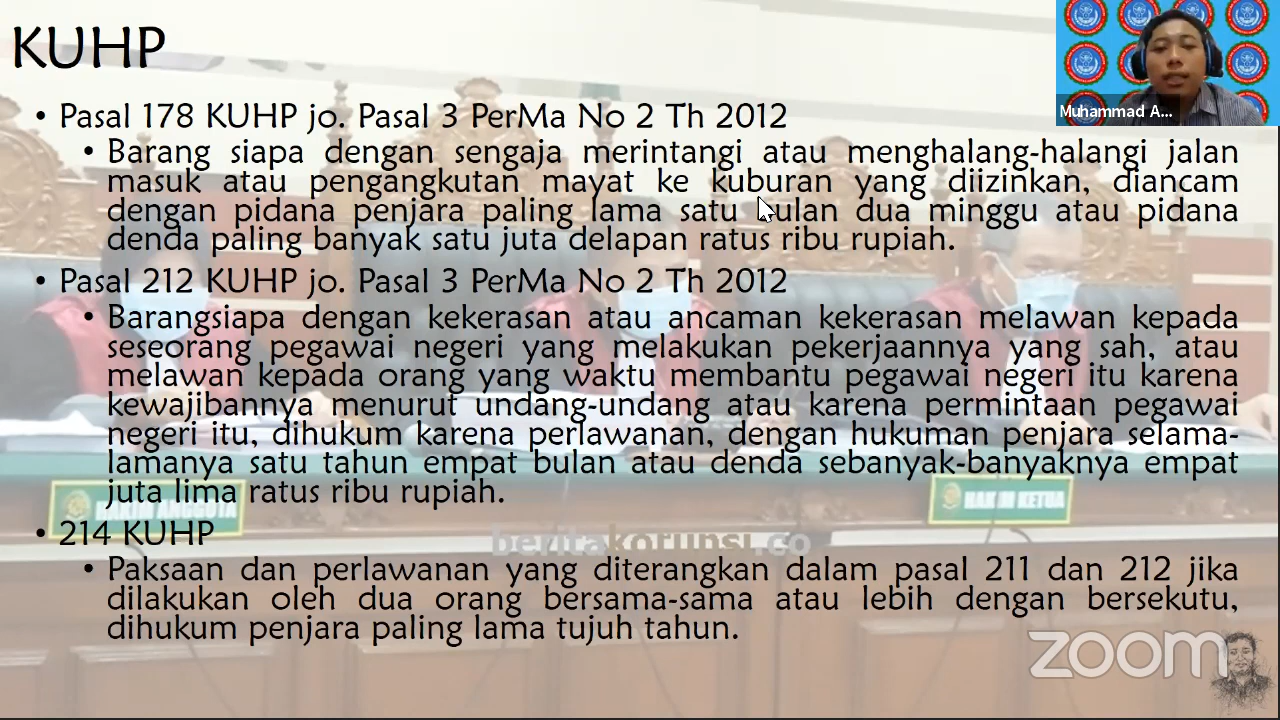 KUHP
Muhammad A...
• Pasal 178 KUHP jo. Pasal 3 PerMa No 2 Th 2012
• Barang siapa dengan sengaja merintangi atau menghalang-halangi jalan
masuk atau pengangkutan mayat ke kuburan yang diizinkan, diancam
dengan pidana penjara paling lama satu bulan dua minggu atau pidana
denda paling banyak satu juta delapan ratus ribu rupiah.
• Pasal 212 KUHP jo. Pasal 3 PerMa No 2 Th 2012
• Barangsiapa dengan kekerasan atau ancaman kekerasan melawan kepada
seseorang pegawai negeri yang melakukan pekerjaannya yang sah, atau
melawan kepada orang yang waktu membantu pegawai negeri itu karena
kewajibannya menurut undang-undang atau karena permintaan pegawai
negeri itu, dihukum karena perlawanan, dengan hukuman penjara selama-
lamanya satu tahun empat bulan atau denda sebanyak-banyaknya empat
juta lima ratus ribu rupiah.
HAKIM ANGGOTA
HAKIM KETUA
• 214 KUHP
beritakorupsi.co
• Paksaan dan perlawanan yang diterangkan dalam pasal 211 dan 212 jika
dilakukan oleh dua orang bersama-sama atau lebih dengan bersekutu,
dihukum penjara paling lama tujuh tahun.
zoom